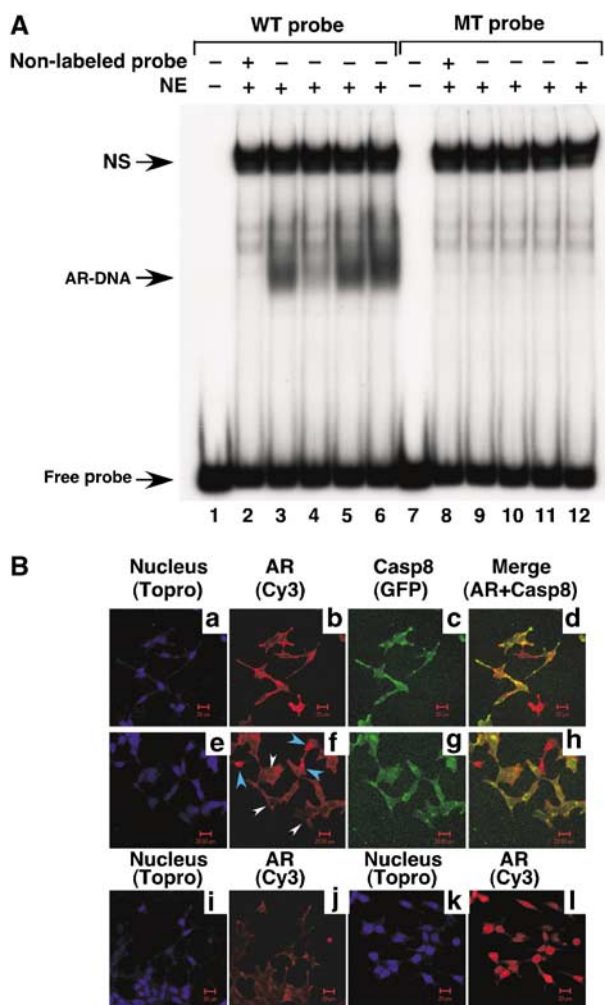 A
WT probe MT probe
Non-labeled probe – + – – – – – + – – – –
NE – + + + + + – + + + + +
NS
AR-DNA
Free probe
1 2 3 4 5 6 7 8 9 10 11 12
B
Nucleus (Topro) AR (Cy3) Casp8 (GFP) Merge (AR+Casp8)
a b c d
e f g h
Nucleus (Topro) AR (Cy3) Nucleus (Topro) AR (Cy3)
i j k l